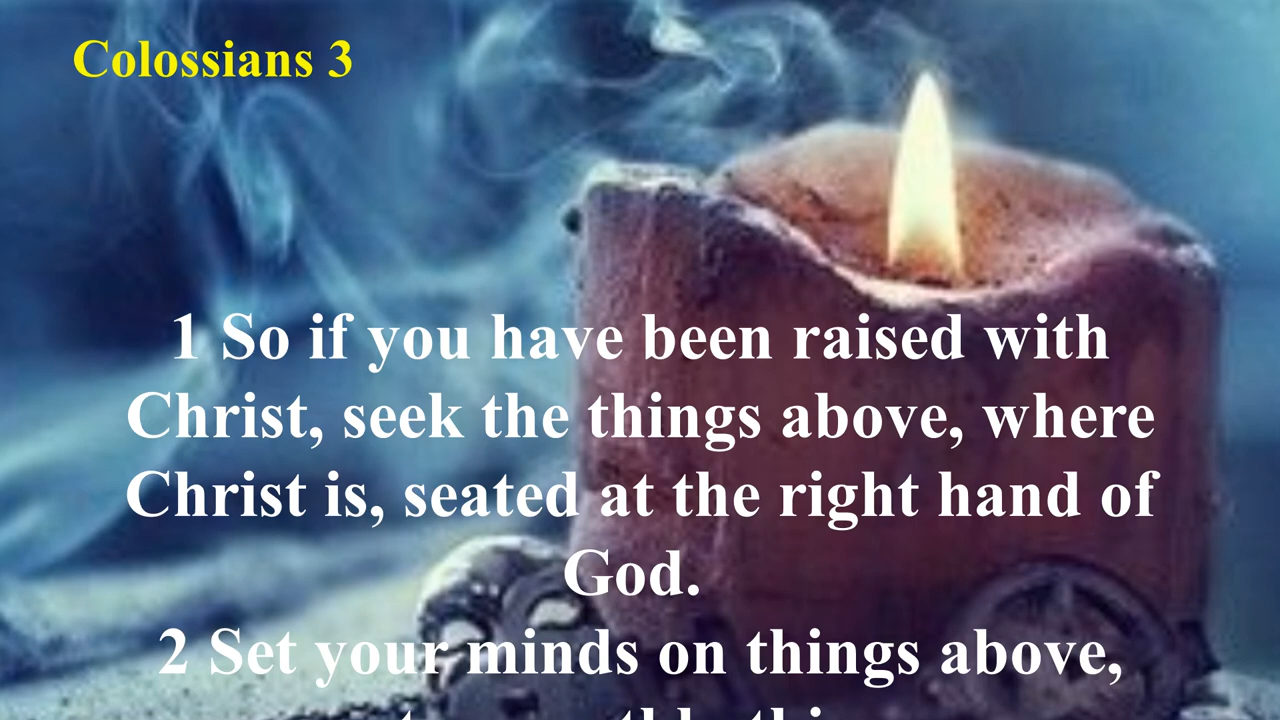 Colossians 3
1 So if you have been raised with
Christ, seek the things above, where
Christ is, seated at the right hand of
God.
2 Set your minds on things above,